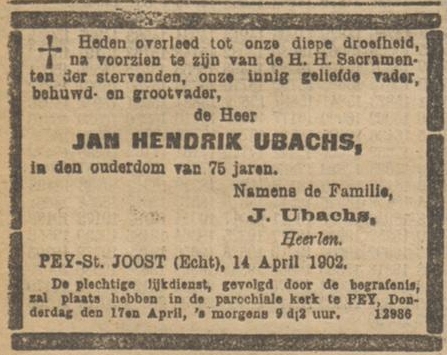 Heden overleed tot onze diepe droefheid,
na voorzien te zijn van de H. H. Sacramen-
ten der stervenden, onze innig geliefde vader,
behuwd- en grootvader,
de Heer
JAN HENDRIK UBACHS,
in den ouderdom van 75 jaren.
Namens de Familie,
J. Ubachs,
Heerlen.
PEY-St. JOOST (Echt), 14 April 1902.
De plechtige lijkdienst, gevolgd door de begrafenis,
zal plaats hebben in de parochiale kerk te PEY, Don-
derdag den 17en April, 's morgens 9 d|2 uur. 12986